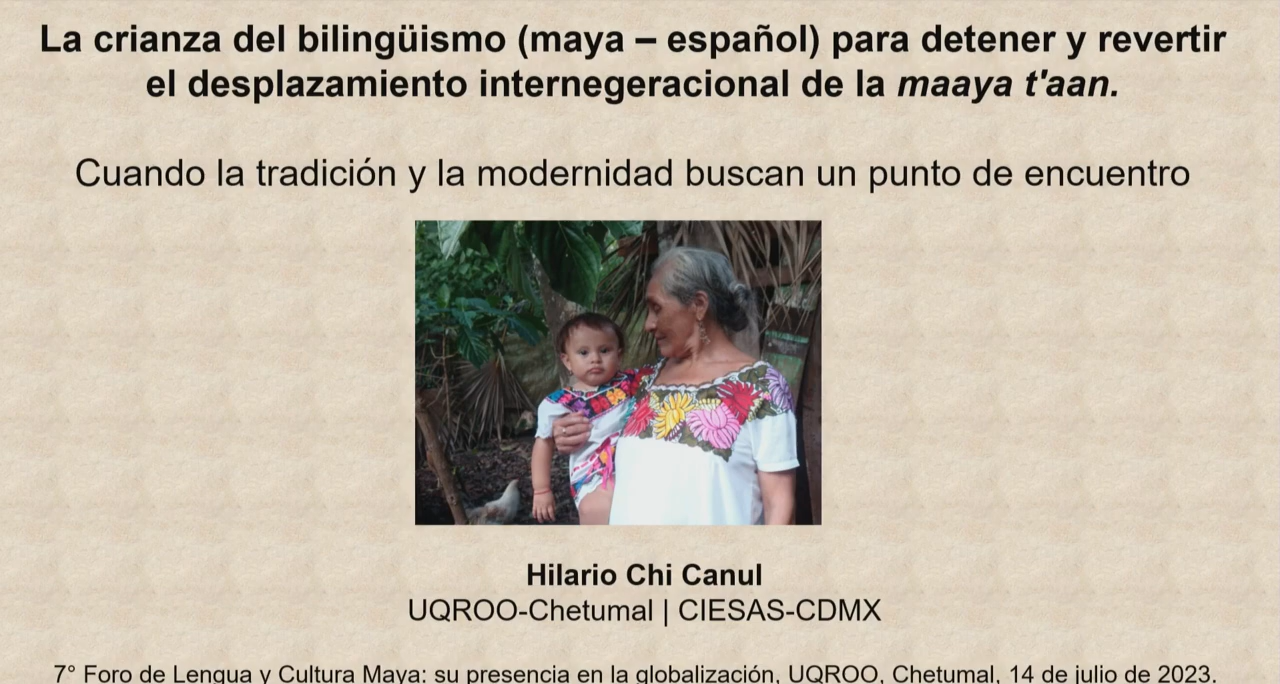 La crianza del bilingüismo (maya – español) para detener y revertir
el desplazamiento internegeracional de la maaya t'aan.
Cuando la tradición y la modernidad buscan un punto de encuentro
Hilario Chi Canul
UQROO-Chetumal | CIESAS-CDMX
7° Foro de Lengua y Cultura Maya: su presencia en la globalización, UQROO, Chetumal, 14 de julio de 2023.